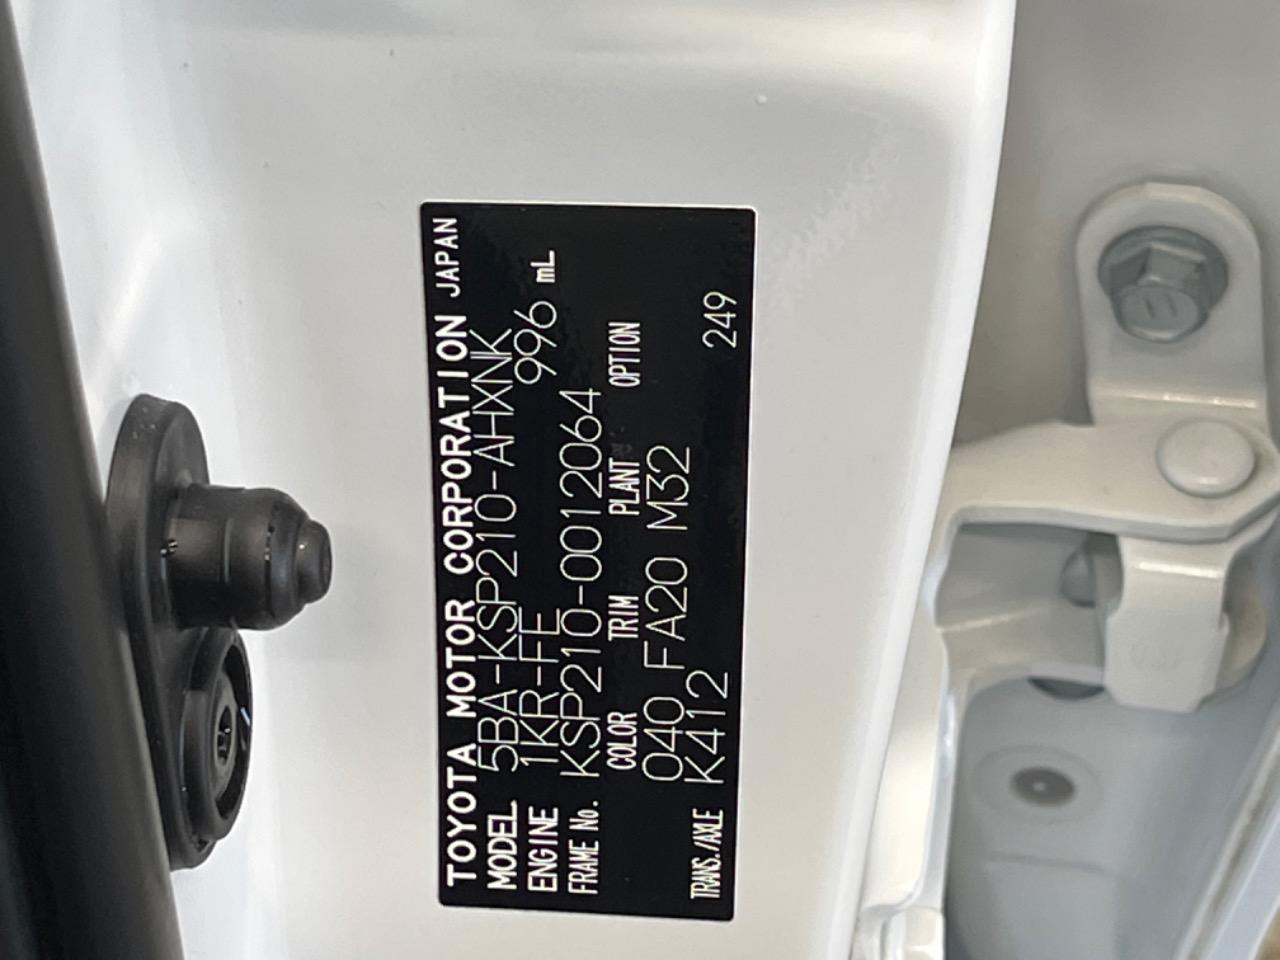 TOYOTA MOTOR CORPORATION JAPAN
MODEL 5BA-KSP210-AHXNK
ENGINE 1KR-FE 996 mL
FRAME No. KSP210-0012064
COLOR TRIM PLANT OPTION
040 FA20 M32
TRANS./AXLE K412 249